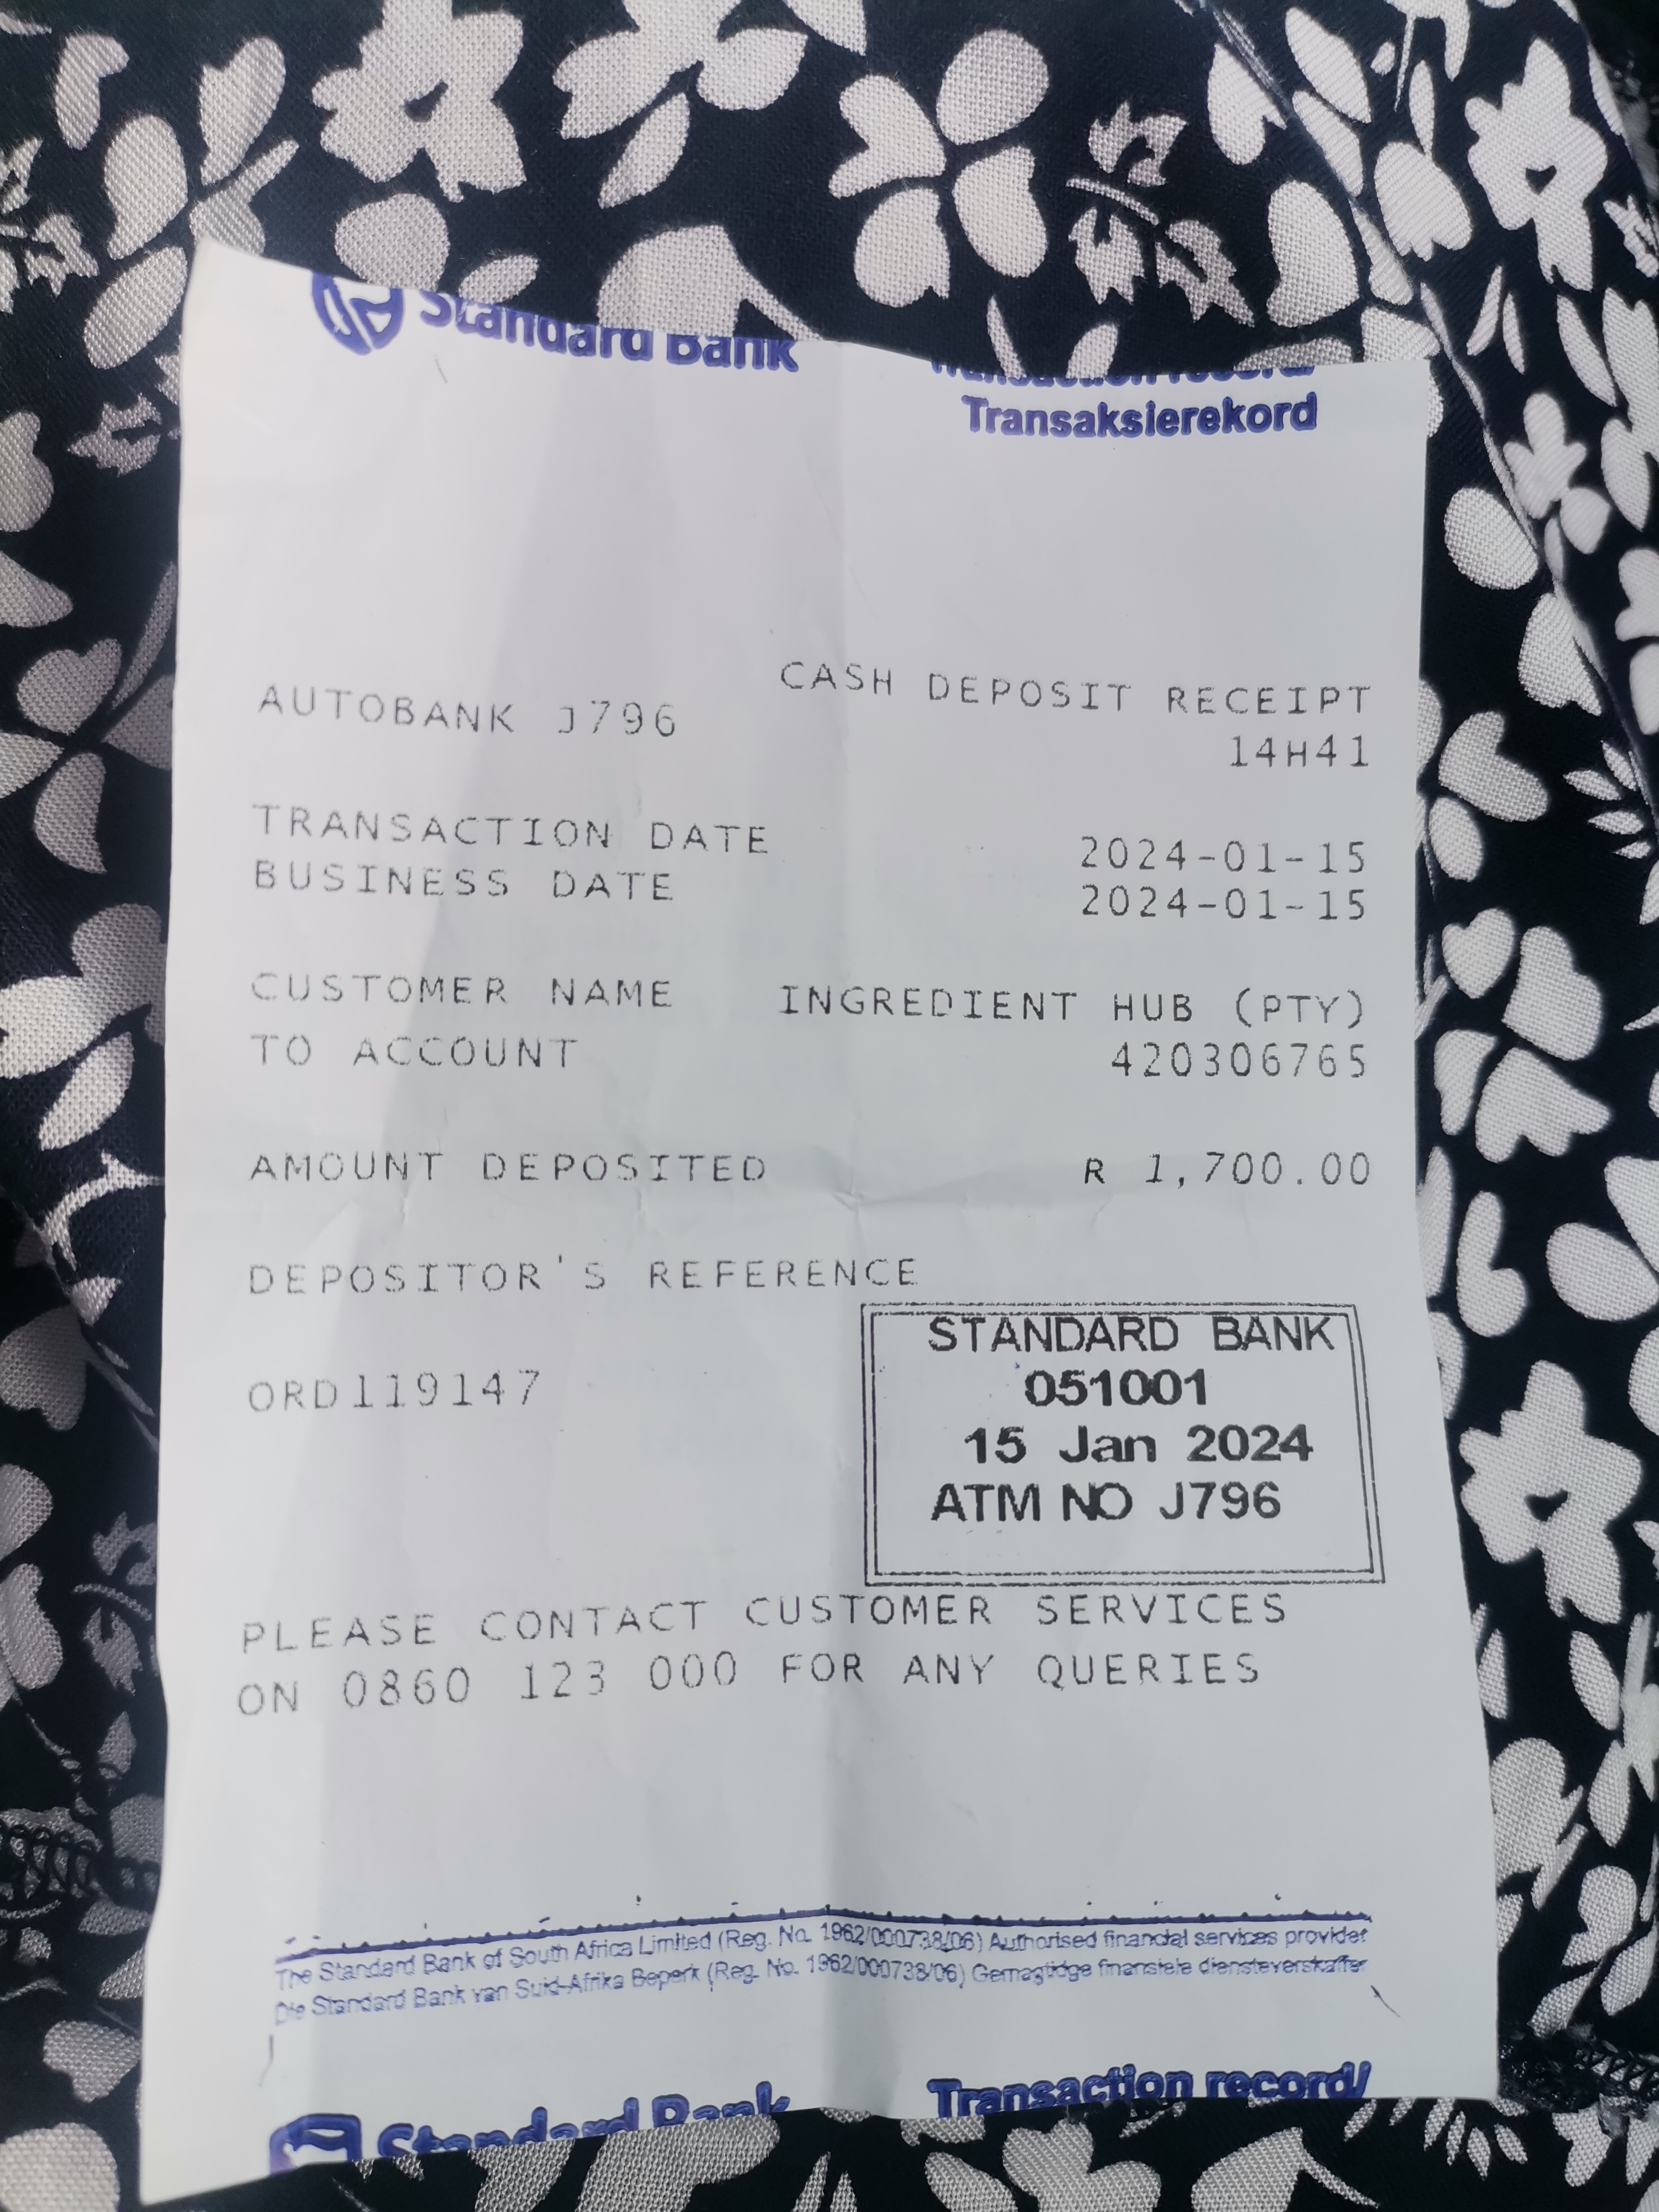 Standard Bank
Transaction record/
Transaksierekord
CASH DEPOSIT RECEIPT
AUTOBANK J796
14H41
TRANSACTION DATE 2024-01-15
BUSINESS DATE 2024-01-15
CUSTOMER NAME INGREDIENT HUB (PTY)
TO ACCOUNT 420306765
AMOUNT DEPOSITED R 1,700.00
DEPOSITOR'S REFERENCE
ORD119147
STANDARD BANK
051001
15 Jan 2024
ATM NO J796
PLEASE CONTACT CUSTOMER SERVICES
ON 0860 123 000 FOR ANY QUERIES
The Standard Bank of South Africa Limited (Reg. No. 1962/000738/06) Authorised financial services provider
Die Standard Bank van Suid-Afrika Beperk (Reg. No. 1962/000738/06) Gemagtigde finansiële diensteverskaffer
Standard Bank
Transaction record/